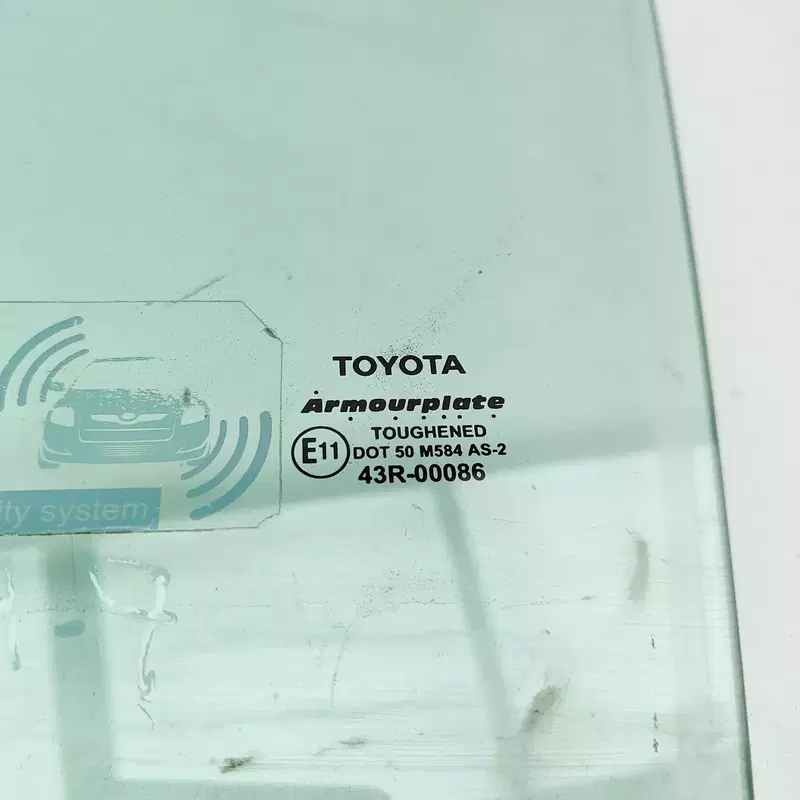 TOYOTA
Armourplate
TOUGHENED
E11 DOT 50 M584 AS-2
43R-00086
ity system